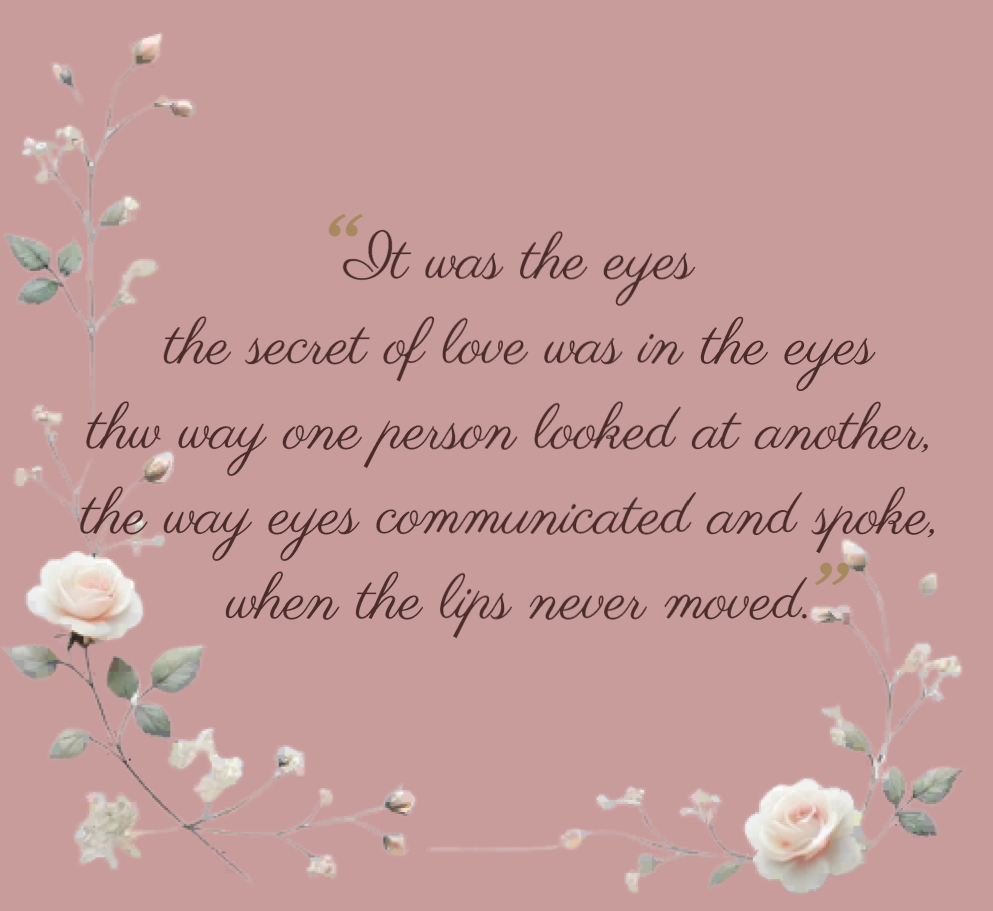 “It was the eyes
the secret of love was in the eyes
thw way one person looked at another,
the way eyes communicated and spoke,
when the lips never moved.”